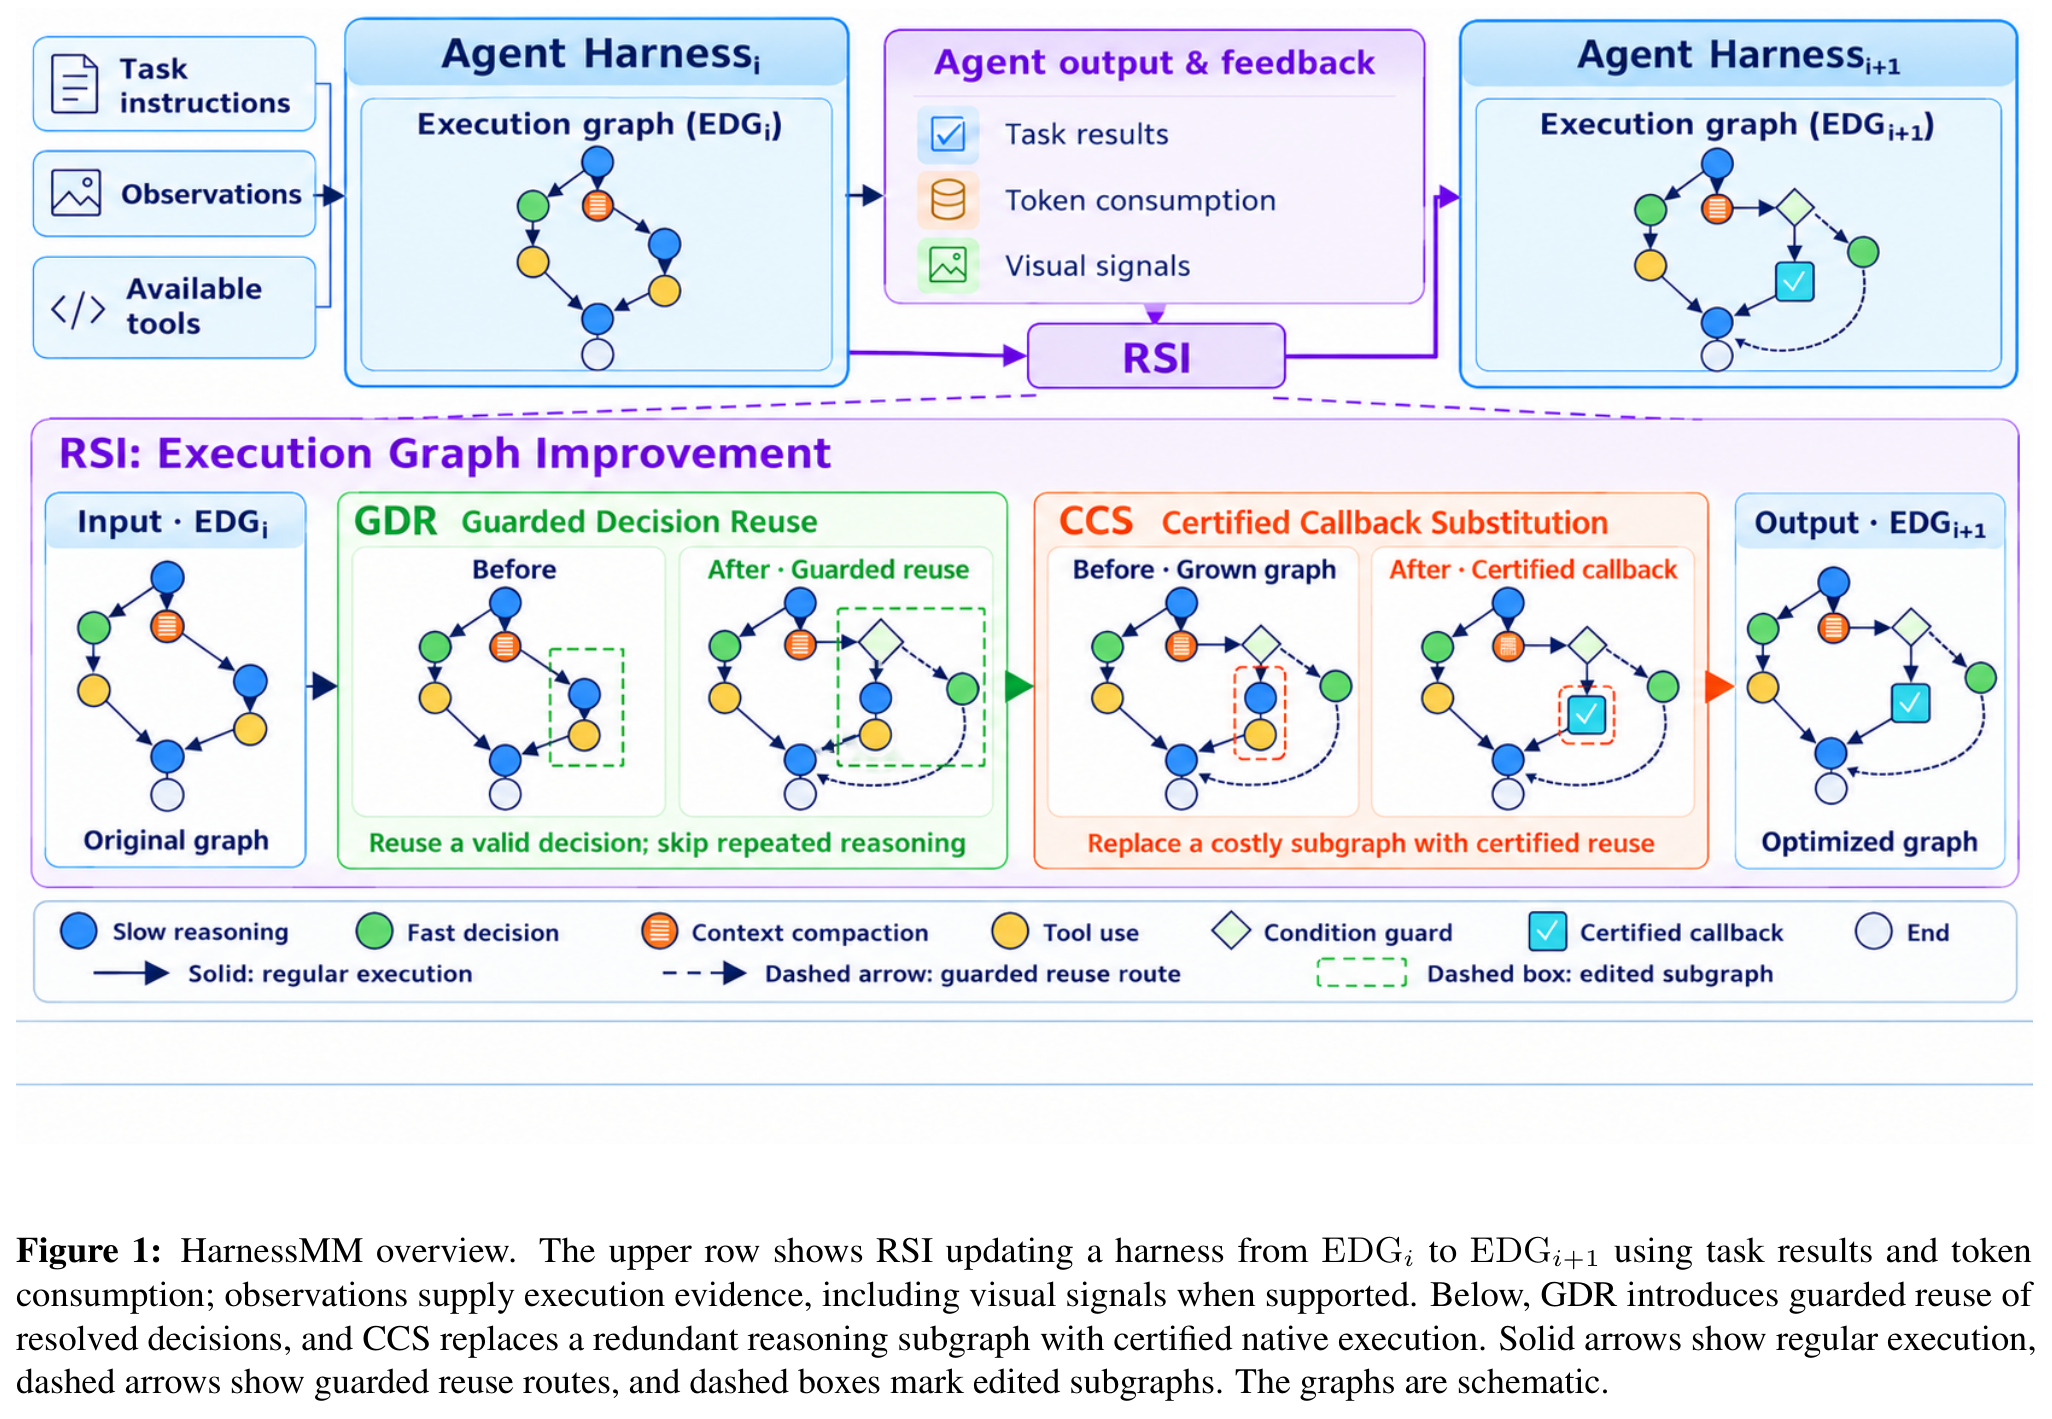 Task
instructions
Observations
Available
tools
Agent Harness_i
Execution graph (EDG_i)
Agent output & feedback
Task results
Token consumption
Visual signals
RSI
Agent Harness_{i+1}
Execution graph (EDG_{i+1})
RSI: Execution Graph Improvement
Input · EDG_i
Original graph
GDR Guarded Decision Reuse
Before
After · Guarded reuse
Reuse a valid decision; skip repeated reasoning
CCS Certified Callback Substitution
Before · Grown graph
After · Certified callback
Replace a costly subgraph with certified reuse
Output · EDG_{i+1}
Optimized graph
Slow reasoning
Fast decision
Context compaction
Tool use
Condition guard
Certified callback
End
Solid: regular execution
Dashed arrow: guarded reuse route
Dashed box: edited subgraph
Figure 1: HarnessMM overview. The upper row shows RSI updating a harness from EDG_i to EDG_{i+1} using task results and token
consumption; observations supply execution evidence, including visual signals when supported. Below, GDR introduces guarded reuse of
resolved decisions, and CCS replaces a redundant reasoning subgraph with certified native execution. Solid arrows show regular execution,
dashed arrows show guarded reuse routes, and dashed boxes mark edited subgraphs. The graphs are schematic.